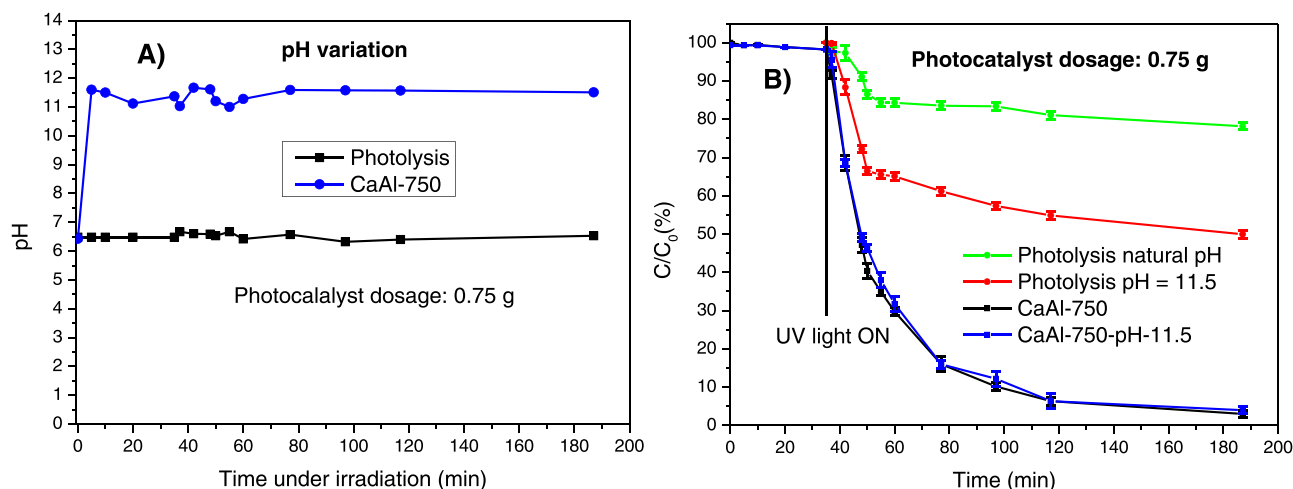 A)
pH variation
14
13
12
11
10
9
8
7
6
5
4
3
2
1
0
pH
Photolysis
CaAl-750
Photocalalyst dosage: 0.75 g
0 20 40 60 80 100 120 140 160 180 200
Time under irradiation (min)
B)
Photocatalyst dosage: 0.75 g
100
90
80
70
60
50
40
30
20
10
0
C/C0(%)
Photolysis natural pH
Photolysis pH = 11.5
CaAl-750
CaAl-750-pH-11.5
UV light ON
0 20 40 60 80 100 120 140 160 180 200
Time (min)